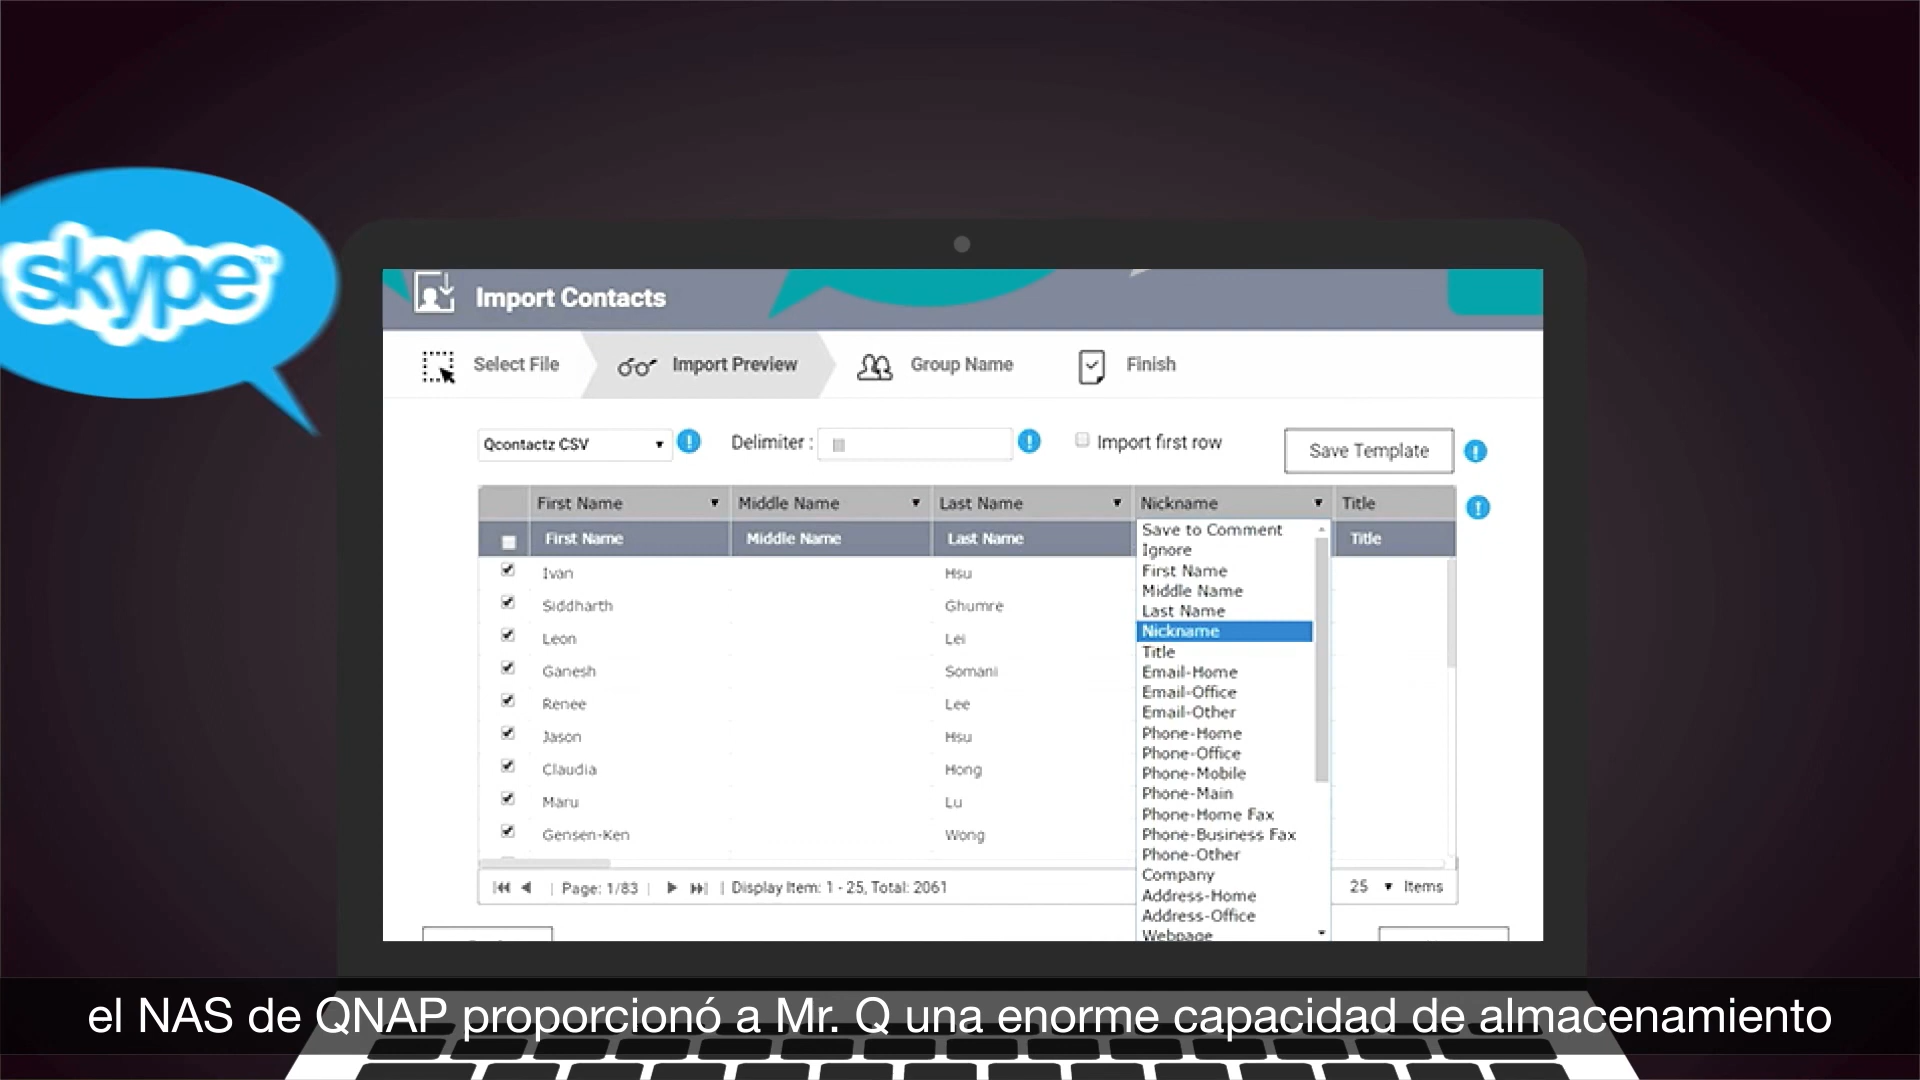 skype™
Import Contacts
Select File
Import Preview
Group Name
Finish
Qcontactz CSV
Delimiter :
Import first row
Save Template
First Name Middle Name Last Name Nickname Title
First Name Middle Name Last Name Title
Ivan Hsu
Siddharth Ghumre
Leon Lei
Ganesh Somani
Renee Lee
Jason Hsu
Claudia Hong
Maru Lu
Gensen-Ken Wong
Save to Comment
Ignore
First Name
Middle Name
Last Name
Nickname
Title
Email-Home
Email-Office
Email-Other
Phone-Home
Phone-Office
Phone-Mobile
Phone-Main
Phone-Home Fax
Phone-Business Fax
Phone-Other
Company
Address-Home
Address-Office
Webpage
| Page: 1/83 | | Display Item: 1 - 25, Total: 2061
25 Items
el NAS de QNAP proporcionó a Mr. Q una enorme capacidad de almacenamiento